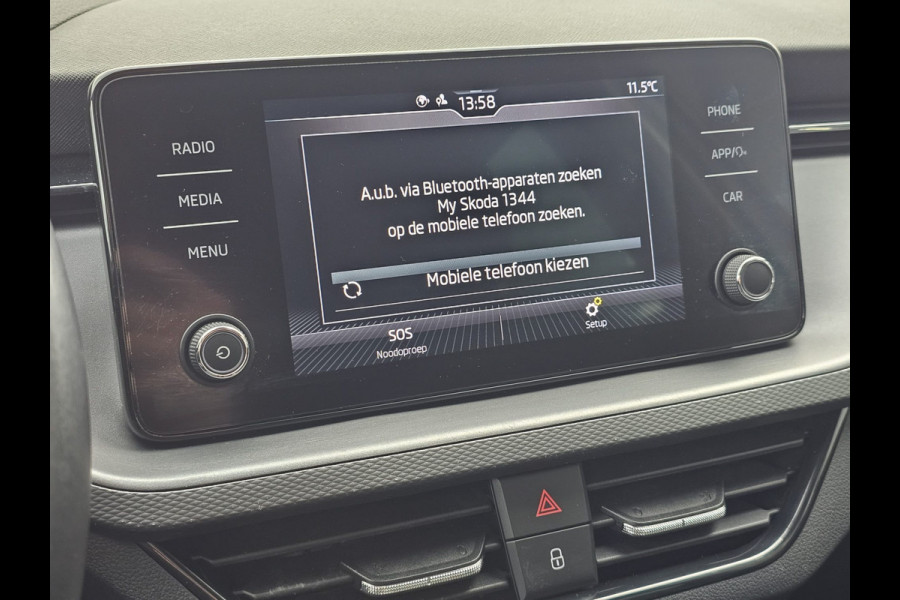 13:58
11.5°C
RADIO
MEDIA
MENU
A.u.b. via Bluetooth-apparaten zoeken
My Skoda 1344
op de mobiele telefoon zoeken.
Mobiele telefoon kiezen
SOS
Noodoproep
Setup
PHONE
APP/
CAR